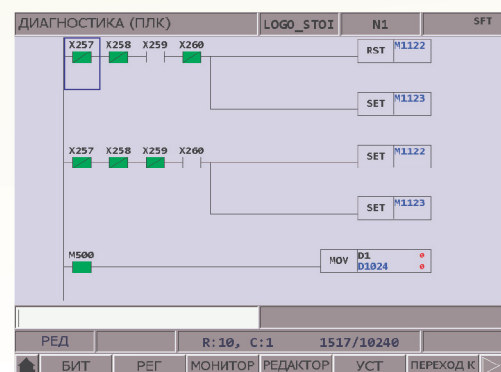 ДИАГНОСТИКА (ПЛК) LOGO_STOI N1 SFT
X257 X258 X259 X260 RST M1122
SET M1123
X257 X258 X259 X260 SET M1122
SET M1123
M500 MOV D1 0
D1024 0
РЕД R:10, C:1 1517/10240
БИТ РЕГ МОНИТОР РЕДАКТОР УСТ ПЕРЕХОД К